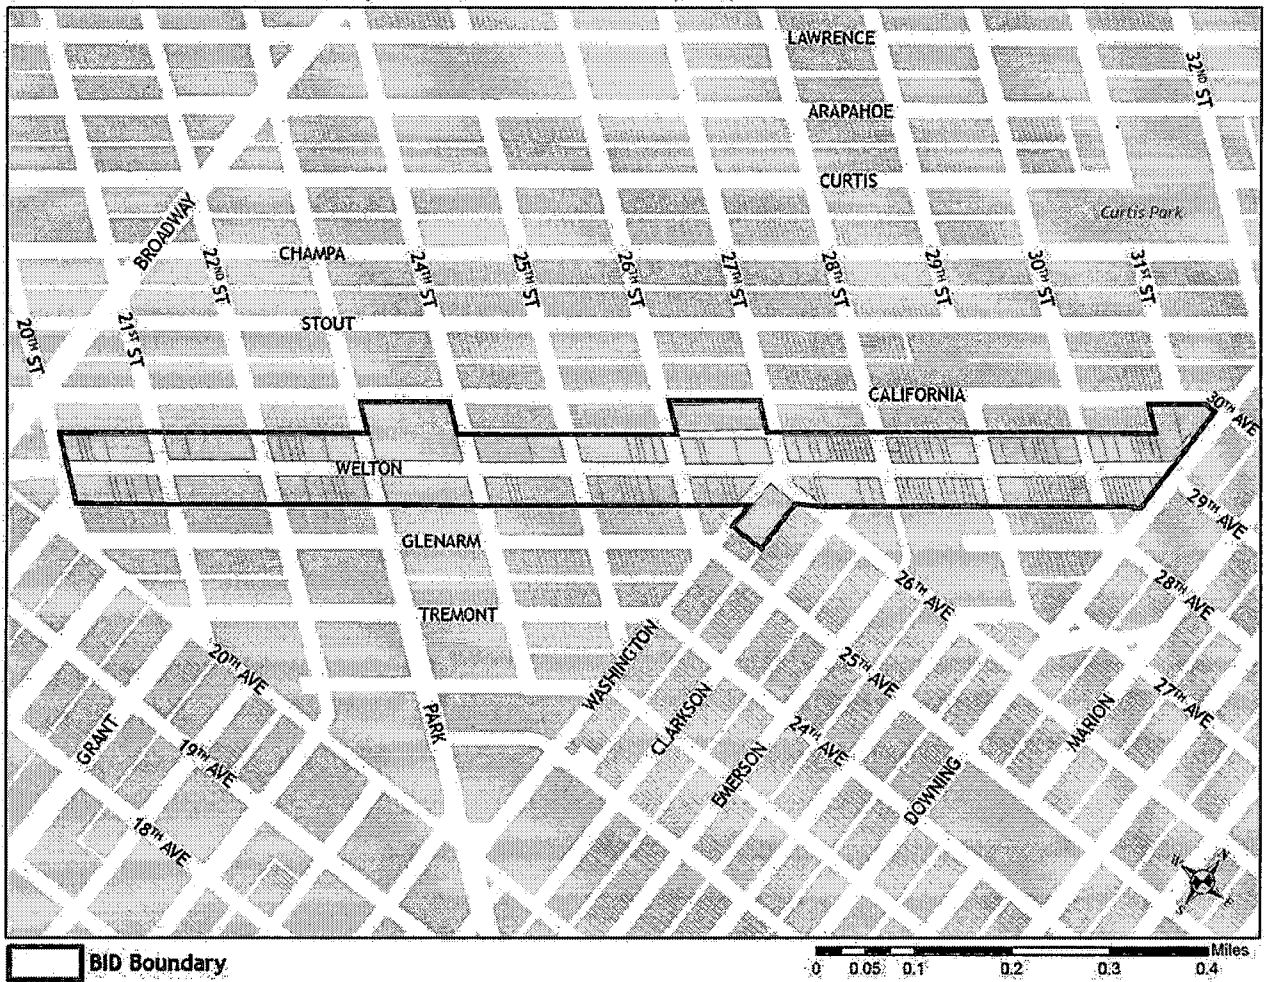 LAWRENCE
32ND ST
ARAPAHOE
CURTIS
Curtis Park
BROADWAY
22ND ST
CHAMPA
24TH ST
25TH ST
26TH ST
27TH ST
28TH ST
29TH ST
30TH ST
31ST ST
20TH ST
21ST ST
STOUT
CALIFORNIA
30TH AVE
WELTON
29TH AVE
GLENARM
26TH AVE
28TH AVE
TREMONT
20TH AVE
WASHINGTON
25TH AVE
27TH AVE
GRANT
19TH AVE
PARK
CLARKSON
24TH AVE
MARION
EMERSON
DOWNING
18TH AVE
N
W
E
S
BID Boundary
Miles
0 0.05 0.1 0.2 0.3 0.4